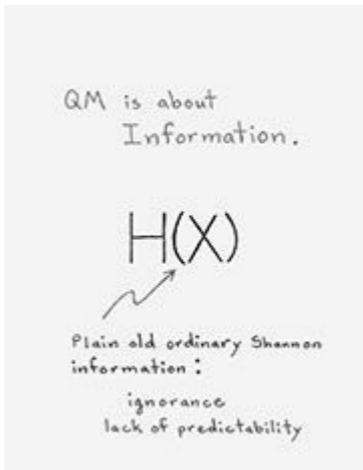 QM is about
Information.
H(X)
Plain old ordinary Shannon
information:
ignorance
lack of predictability